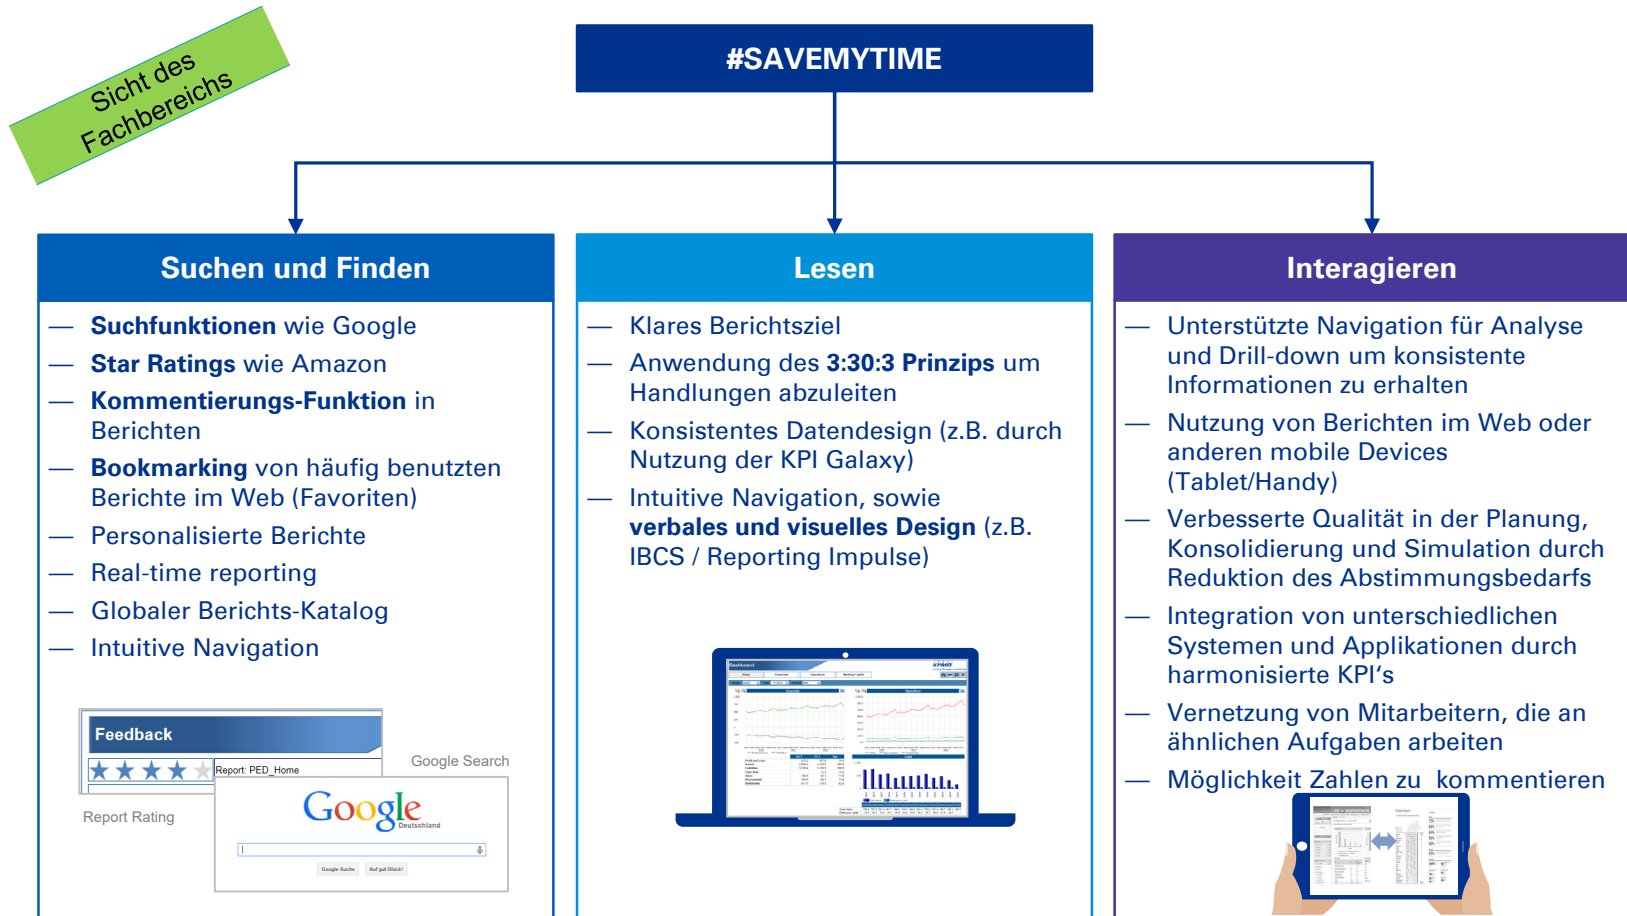 Sicht des
Fachbereichs
#SAVEMYTIME
Suchen und Finden
— Suchfunktionen wie Google
— Star Ratings wie Amazon
— Kommentierungs-Funktion in
Berichten
— Bookmarking von häufig benutzten
Berichte im Web (Favoriten)
— Personalisierte Berichte
— Real-time reporting
— Globaler Berichts-Katalog
— Intuitive Navigation
Feedback
Report: PED_Home
Report Rating
Google Search
Google
Deutschland
Google-Suche
Auf gut Glück!
Lesen
— Klares Berichtsziel
— Anwendung des 3:30:3 Prinzips um
Handlungen abzuleiten
— Konsistentes Datendesign (z.B. durch
Nutzung der KPI Galaxy)
— Intuitive Navigation, sowie
verbales und visuelles Design (z.B.
IBCS / Reporting Impulse)
Dashboard
KPMG
Interagieren
— Unterstützte Navigation für Analyse
und Drill-down um konsistente
Informationen zu erhalten
— Nutzung von Berichten im Web oder
anderen mobile Devices
(Tablet/Handy)
— Verbesserte Qualität in der Planung,
Konsolidierung und Simulation durch
Reduktion des Abstimmungsbedarfs
— Integration von unterschiedlichen
Systemen und Applikationen durch
harmonisierte KPI‘s
— Vernetzung von Mitarbeitern, die an
ähnlichen Aufgaben arbeiten
— Möglichkeit Zahlen zu  kommentieren